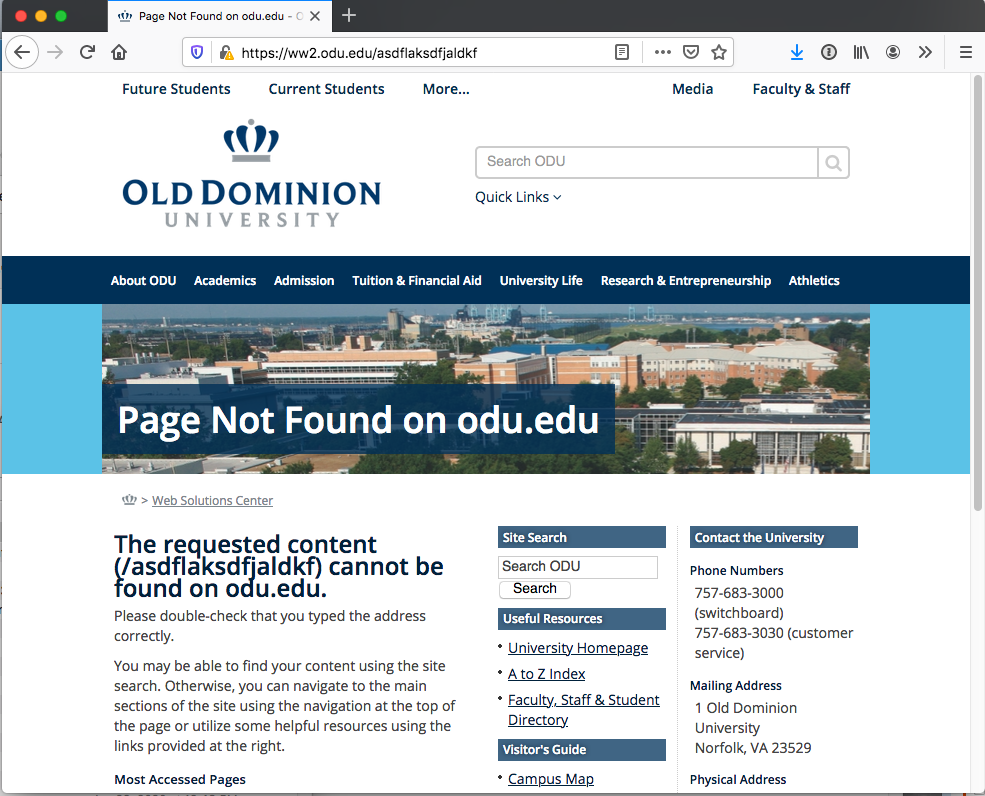 Page Not Found on odu.edu - O
https://ww2.odu.edu/asdflaksdfjaldkf
Future Students
Current Students
More...
Media
Faculty & Staff
OLD DOMINION
UNIVERSITY
Search ODU
Quick Links
About ODU
Academics
Admission
Tuition & Financial Aid
University Life
Research & Entrepreneurship
Athletics
Page Not Found on odu.edu
> Web Solutions Center
The requested content
(/asdflaksdfjaldkf) cannot be
found on odu.edu.
Please double-check that you typed the address
correctly.
You may be able to find your content using the site
search. Otherwise, you can navigate to the main
sections of the site using the navigation at the top of
the page or utilize some helpful resources using the
links provided at the right.
Most Accessed Pages
Site Search
Search ODU
Search
Useful Resources
• University Homepage
• A to Z Index
• Faculty, Staff & Student
Directory
Visitor's Guide
• Campus Map
Contact the University
Phone Numbers
757-683-3000
(switchboard)
757-683-3030 (customer
service)
Mailing Address
1 Old Dominion
University
Norfolk, VA 23529
Physical Address